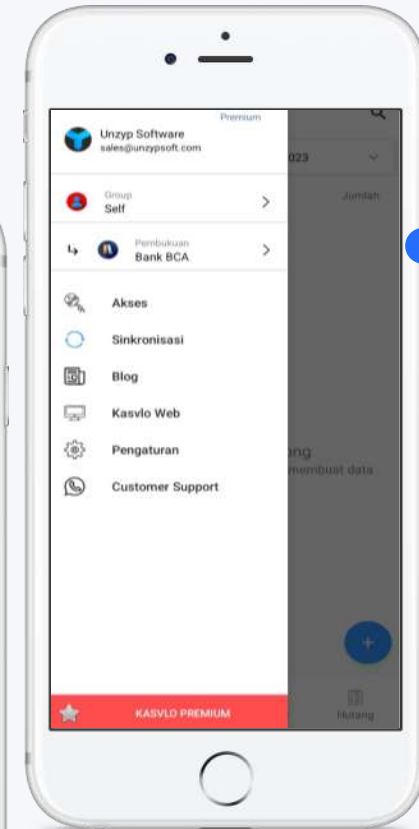 Premium
Unzyp Software
sales@unzypsoft.com
Group
Self
Pembukuan
Bank BCA
Akses
Sinkronisasi
Blog
Kasvlo Web
Pengaturan
Customer Support
KASVLO PREMIUM
023
Jumlah
ang
membuat data
Hutang